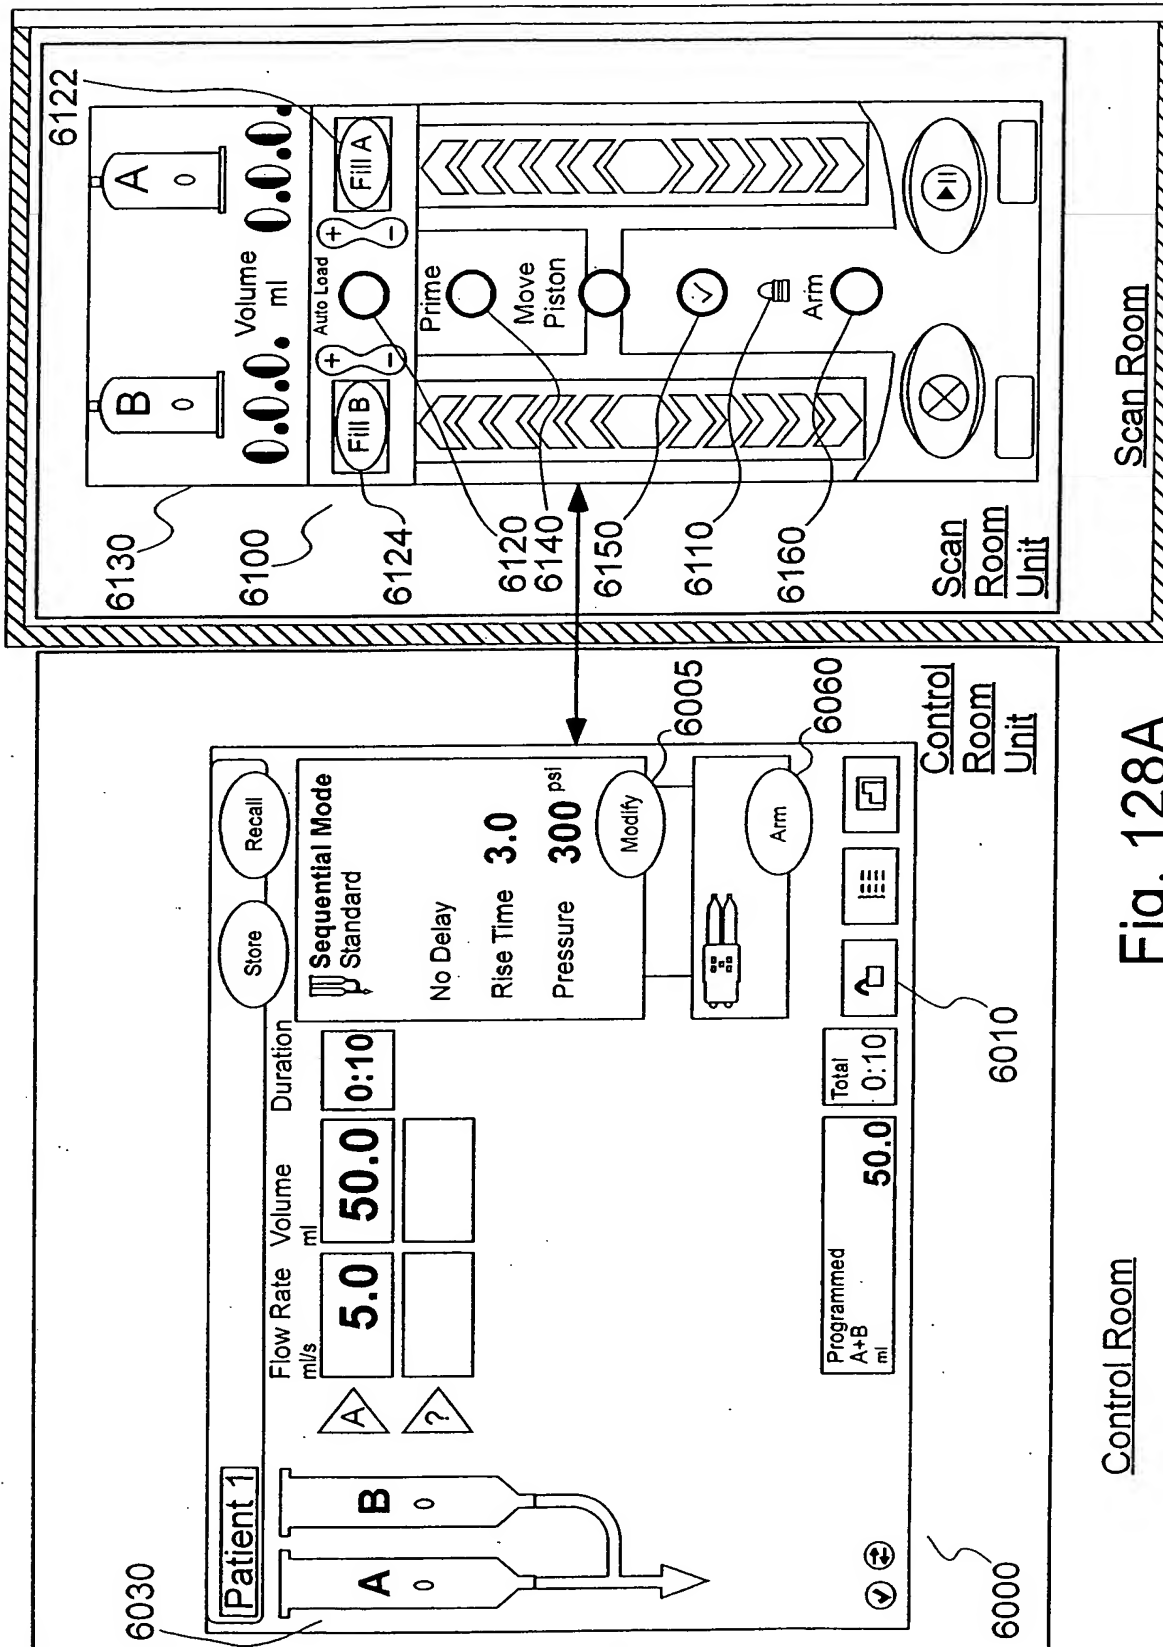 Control Room
Fig. 128A
Scan Room
6000
Control
Room
Unit
6030
Patient 1
Store
Recall
A
0
B
0
Flow Rate
ml/s
Volume
ml
Duration
A
5.0
50.0
0:10
?
Sequential Mode
Standard
No Delay
Rise Time 3.0
Pressure 300 psi
Modify
6005
Arm
6060
Programmed
A+B
ml
50.0
Total
0:10
6010
Scan
Room
Unit
6130
6100
6124
6120
6140
6150
6110
6160
6122
B
0
A
0
0.0.0.
Volume
ml
0.0.0.
Fill B
+
−
Auto Load
+
−
Fill A
Prime
Move
Piston
Arm